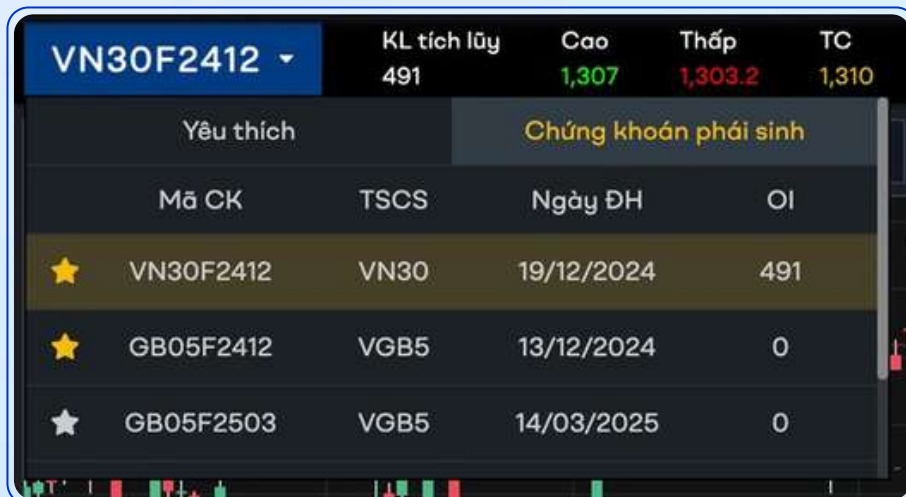 VN30F2412 KL tích lũy Cao Thấp TC
491 1,307 1,303.2 1,310
Yêu thích Chứng khoán phái sinh
Mã CK TSCS Ngày ĐH OI
VN30F2412 VN30 19/12/2024 491
GB05F2412 VGB5 13/12/2024 0
GB05F2503 VGB5 14/03/2025 0